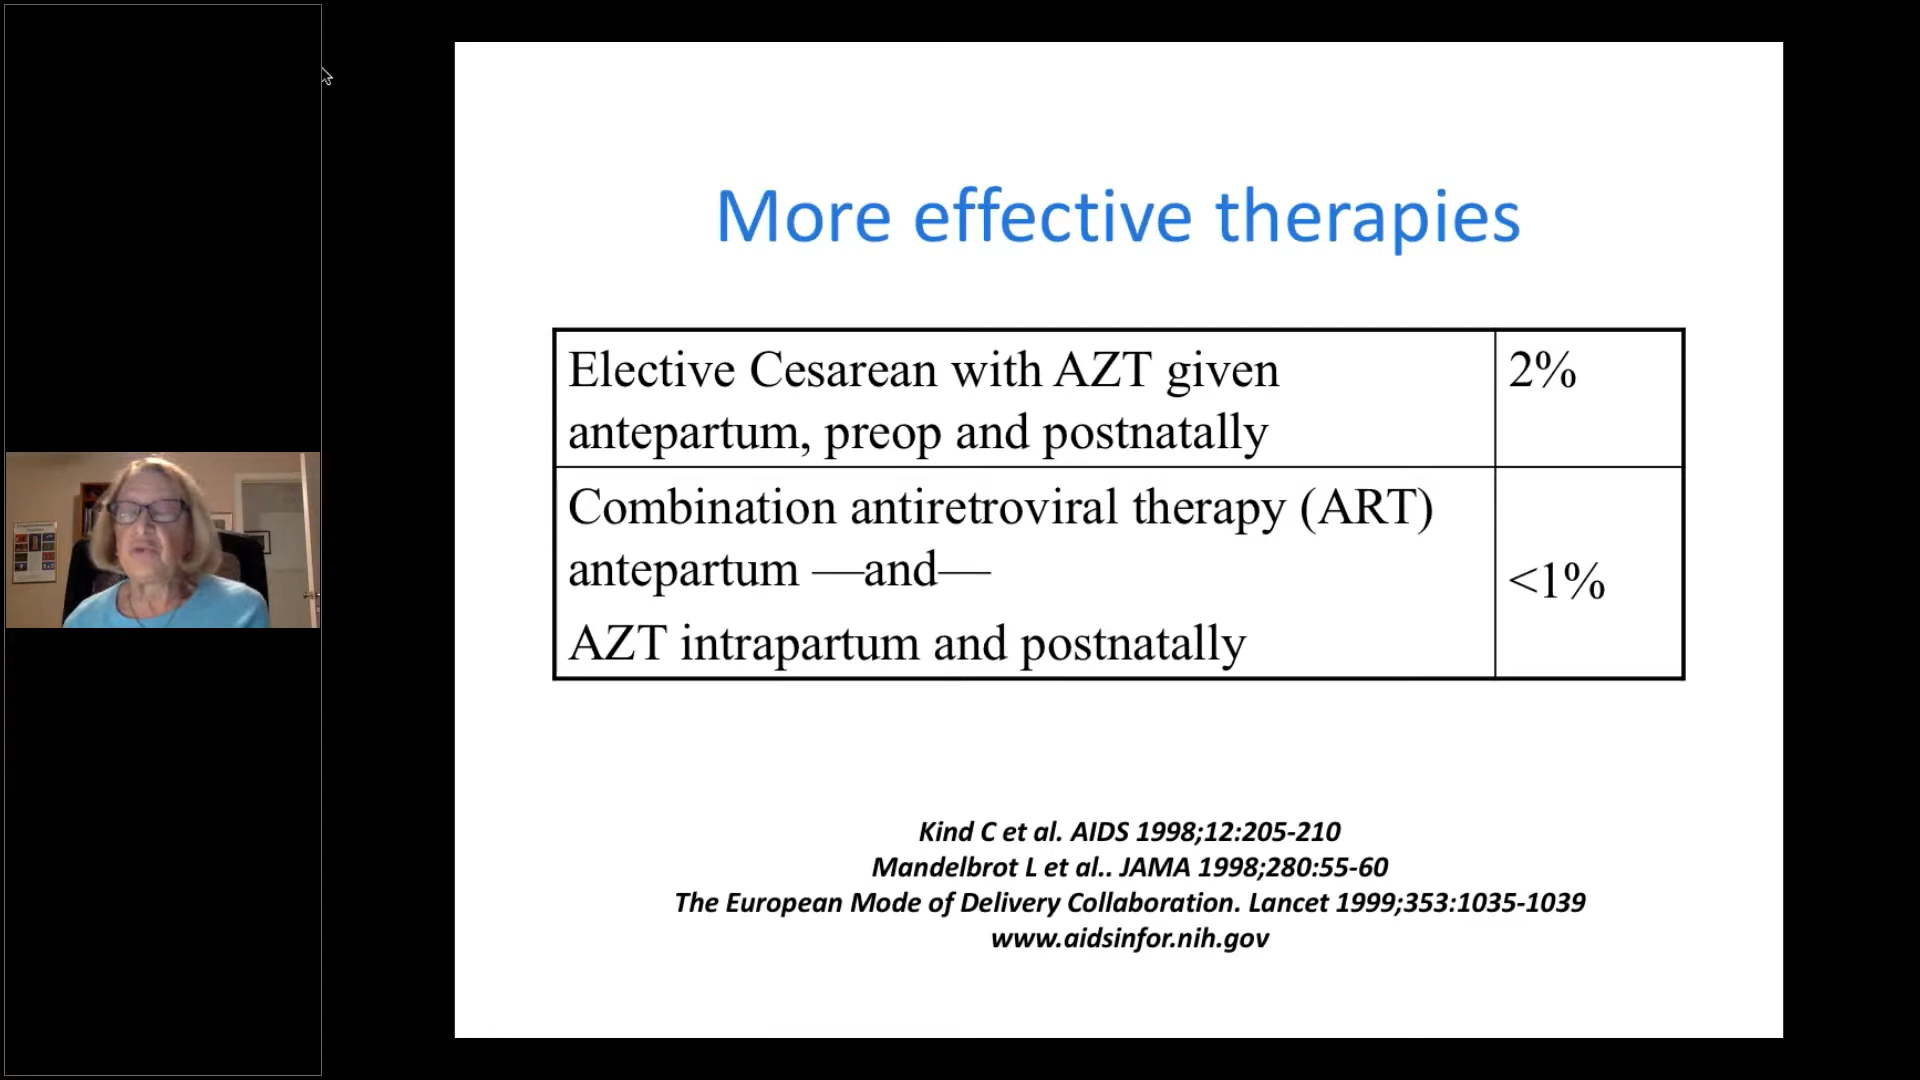 More effective therapies
Elective Cesarean with AZT given
antepartum, preop and postnatally
2%
Combination antiretroviral therapy (ART)
antepartum —and—
AZT intrapartum and postnatally
<1%
Kind C et al. AIDS 1998;12:205-210
Mandelbrot L et al.. JAMA 1998;280:55-60
The European Mode of Delivery Collaboration. Lancet 1999;353:1035-1039
www.aidsinfor.nih.gov